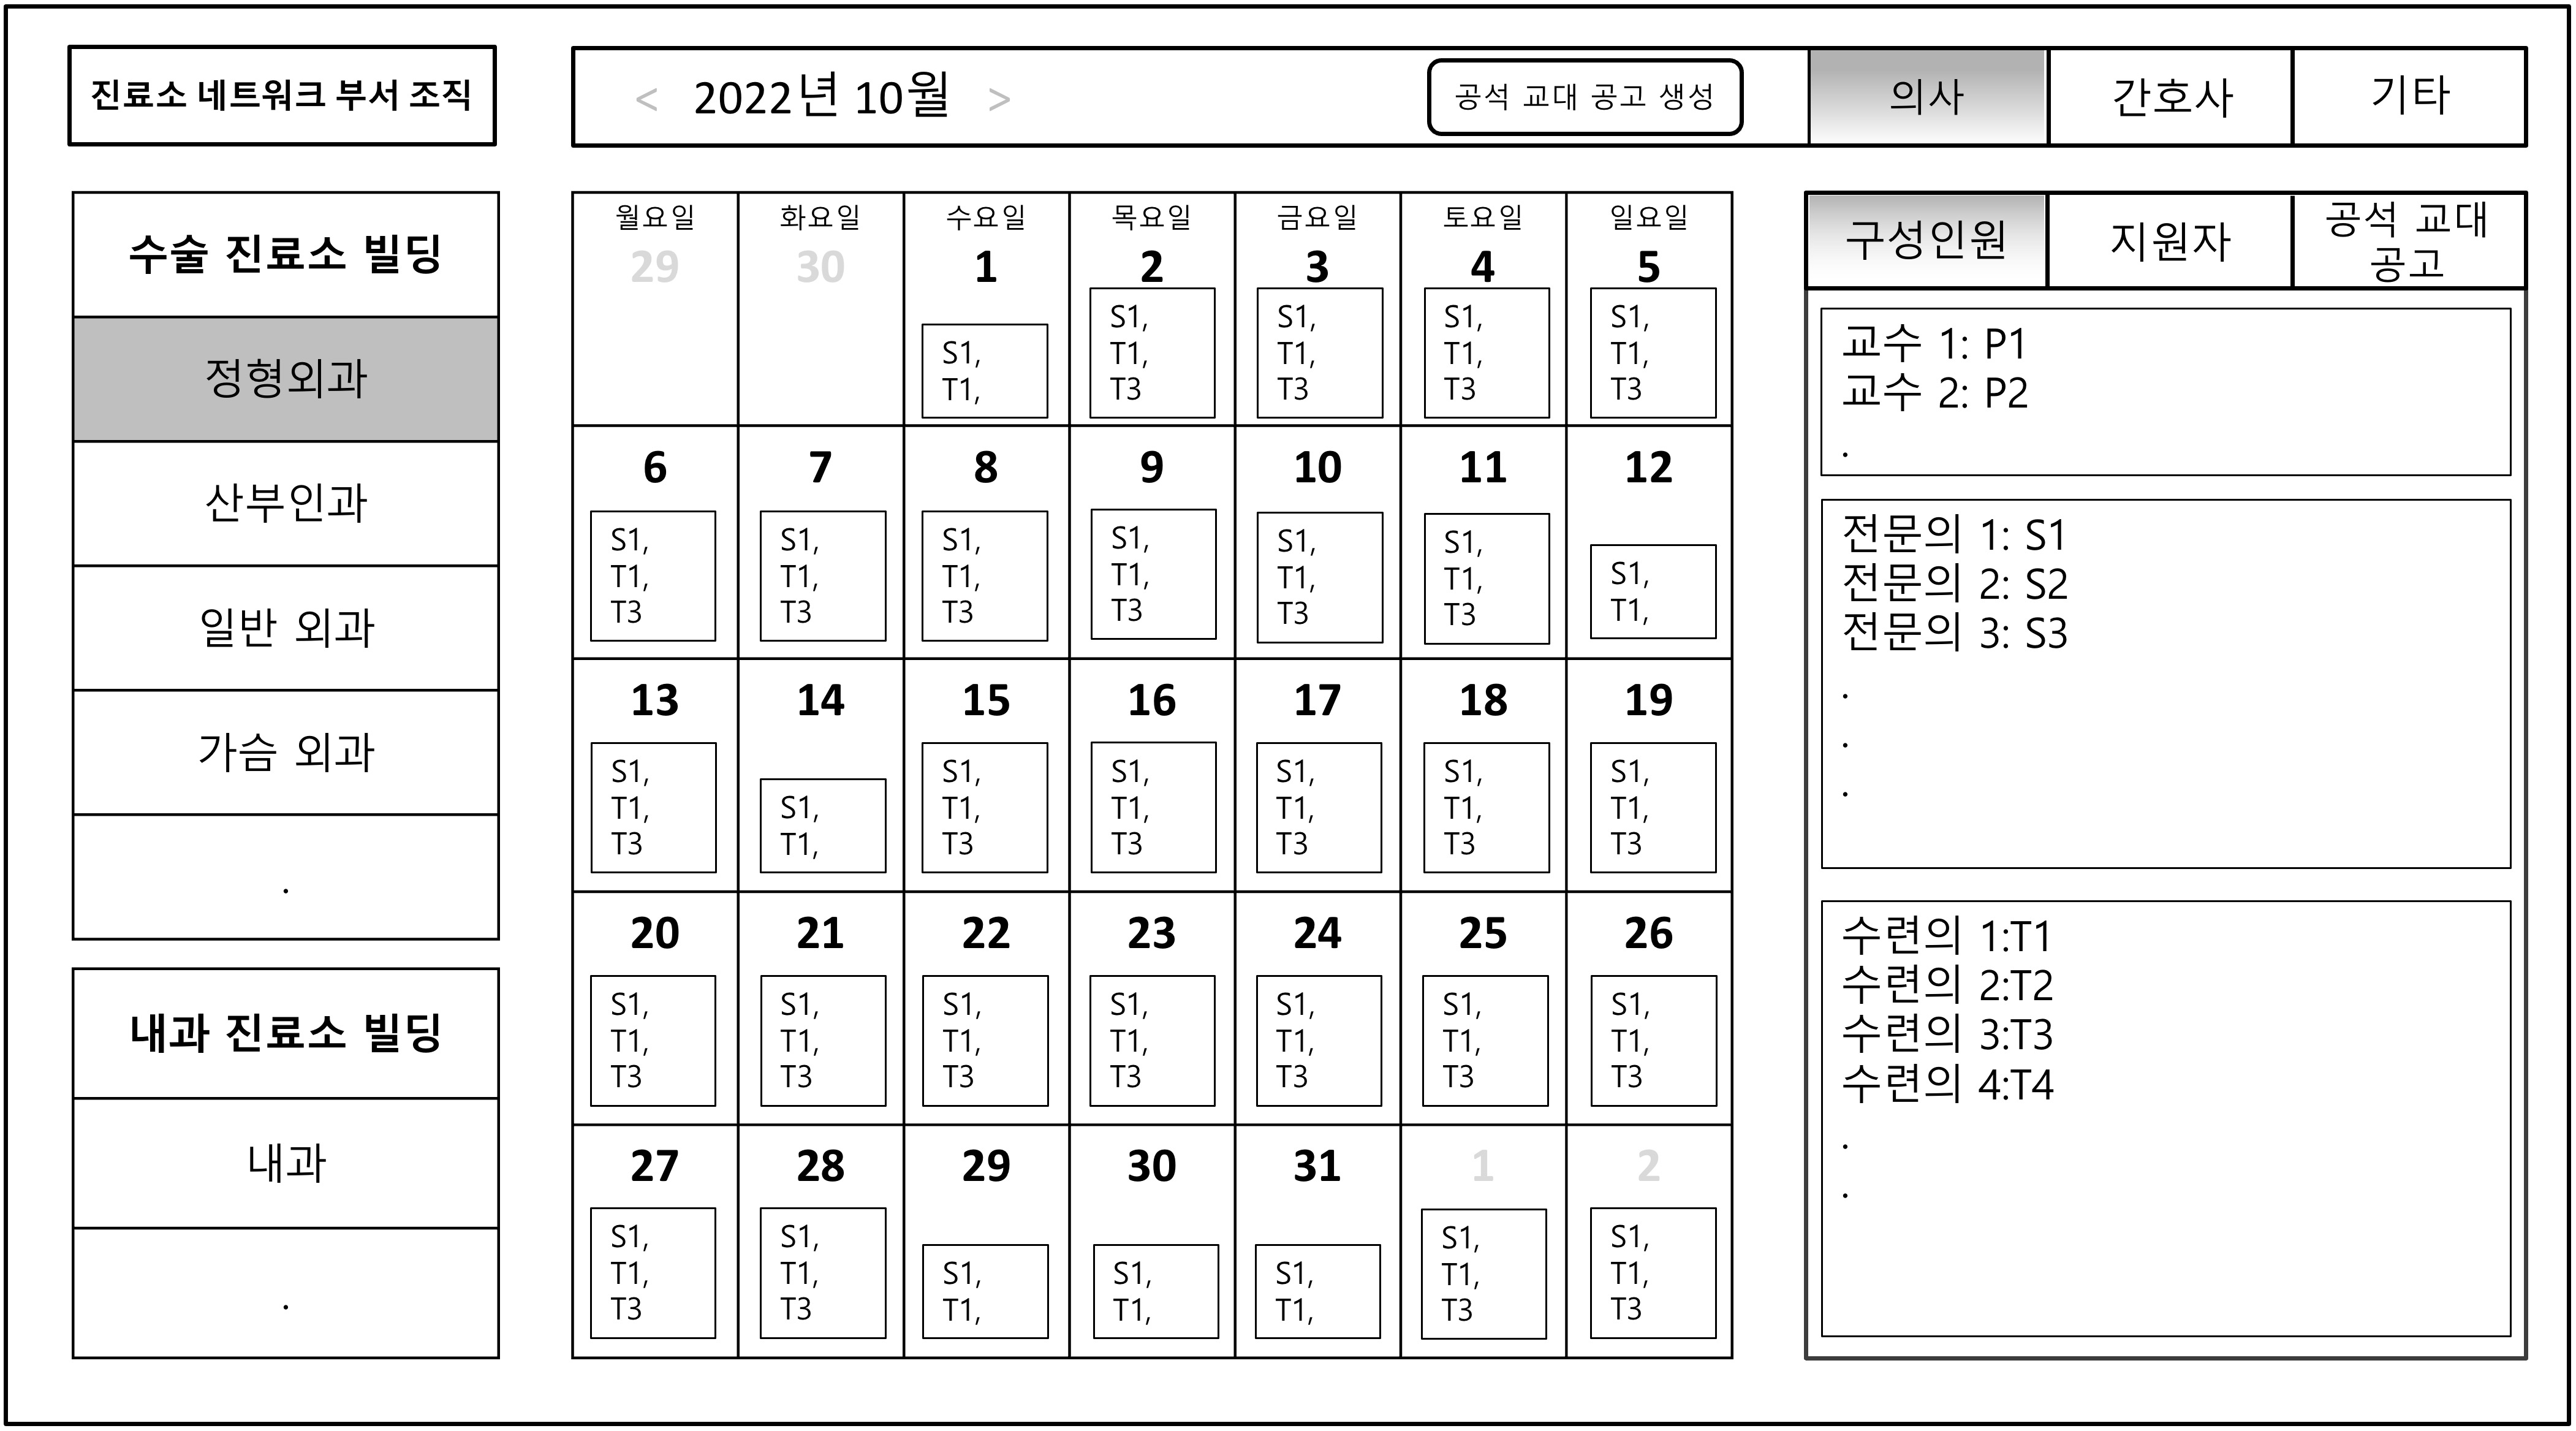 진료소 네트워크 부서 조직
< 2022년 10월 >
공석 교대 공고 생성
의사
간호사
기타
수술 진료소 빌딩
정형외과
산부인과
일반 외과
가슴 외과
.
내과 진료소 빌딩
내과
.
월요일 화요일 수요일 목요일 금요일 토요일 일요일
29 30 1 2 3 4 5
S1,
T1,
S1,
T1,
T3
S1,
T1,
T3
S1,
T1,
T3
S1,
T1,
T3
6 7 8 9 10 11 12
S1,
T1,
T3
S1,
T1,
T3
S1,
T1,
T3
S1,
T1,
T3
S1,
T1,
T3
S1,
T1,
T3
S1,
T1,
13 14 15 16 17 18 19
S1,
T1,
T3
S1,
T1,
S1,
T1,
T3
S1,
T1,
T3
S1,
T1,
T3
S1,
T1,
T3
S1,
T1,
T3
20 21 22 23 24 25 26
S1,
T1,
T3
S1,
T1,
T3
S1,
T1,
T3
S1,
T1,
T3
S1,
T1,
T3
S1,
T1,
T3
S1,
T1,
T3
27 28 29 30 31 1 2
S1,
T1,
T3
S1,
T1,
T3
S1,
T1,
S1,
T1,
S1,
T1,
S1,
T1,
T3
S1,
T1,
T3
구성인원
지원자
공석 교대
공고
교수 1: P1
교수 2: P2
.
전문의 1: S1
전문의 2: S2
전문의 3: S3
.
.
.
수련의 1:T1
수련의 2:T2
수련의 3:T3
수련의 4:T4
.
.